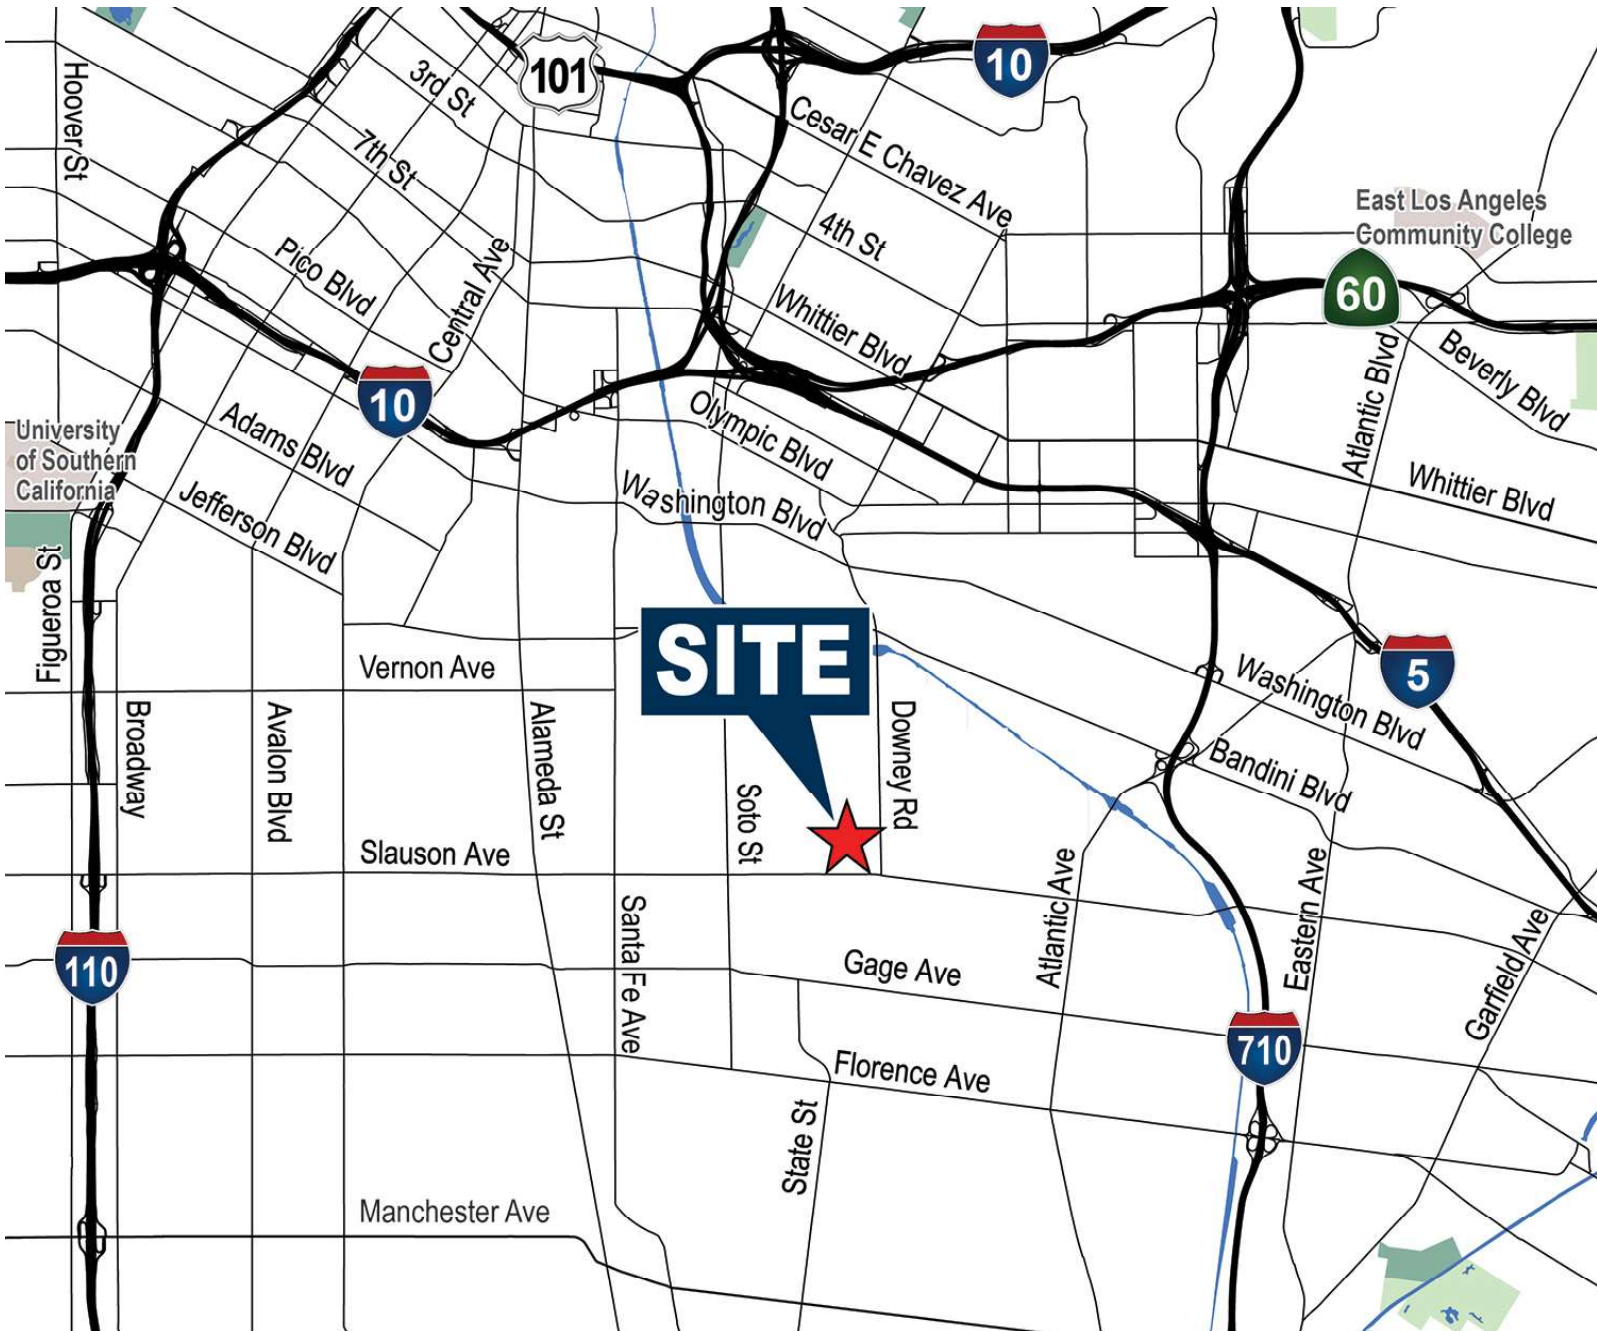 101
10
Hoover St
3rd St
7th St
Cesar E Chavez Ave
4th St
East Los Angeles
Community College
60
Pico Blvd
Central Ave
Whittier Blvd
Atlantic Blvd
Beverly Blvd
10
Adams Blvd
Olympic Blvd
University
of Southern
California
Jefferson Blvd
Washington Blvd
Whittier Blvd
Figueroa St
SITE
Vernon Ave
5
Washington Blvd
Broadway
Avalon Blvd
Alameda St
Downey Rd
Bandini Blvd
Soto St
Slauson Ave
Atlantic Ave
Eastern Ave
Santa Fe Ave
Garfield Ave
110
Gage Ave
710
Florence Ave
State St
Manchester Ave